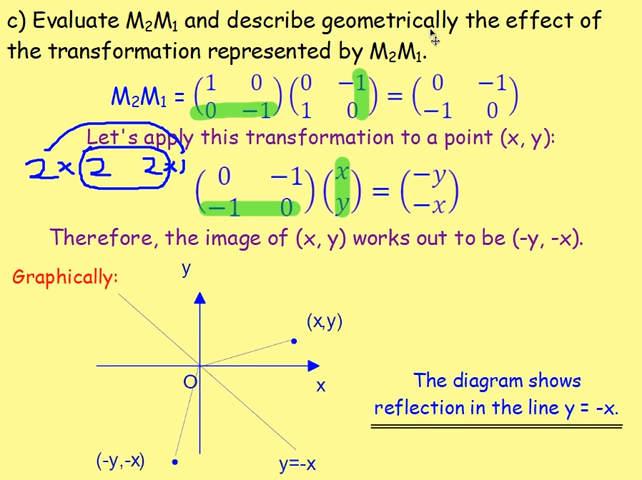 c) Evaluate M₂M₁ and describe geometrically the effect of
the transformation represented by M₂M₁.
M₂M₁ = (1 0 / 0 −1)(0 −1 / 1 0) = (0 −1 / −1 0)
Let's apply this transformation to a point (x, y):
2 x 2 2x1
(0 −1 / −1 0)(x / y) = (−y / −x)
Therefore, the image of (x, y) works out to be (-y, -x).
Graphically:
y
(x,y)
O
x
The diagram shows
reflection in the line y = -x.
(-y,-x)
y=-x